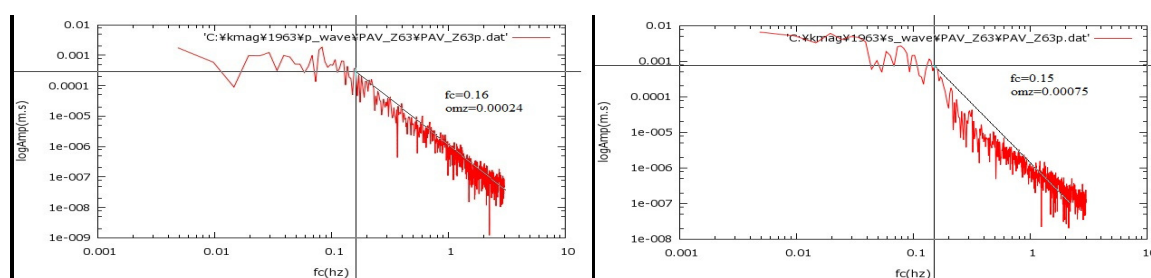 0.01
'C:¥kmag¥1963¥p_wave¥PAV_Z63¥PAV_Z63p.dat'
0.001
0.0001
fc=0.16
omz=0.00024
1e-005
1e-006
1e-007
1e-008
1e-009
logAmp(m.s)
0.001
0.01
0.1
1
10
fc(hz)
0.01
'C:¥kmag¥1963¥s_wave¥PAV_Z63¥PAV_Z63p.dat'
0.001
fc=0.15
omz=0.00075
0.0001
1e-005
1e-006
1e-007
1e-008
logAmp(m.s)
0.001
0.01
0.1
1
10
fc(hz)